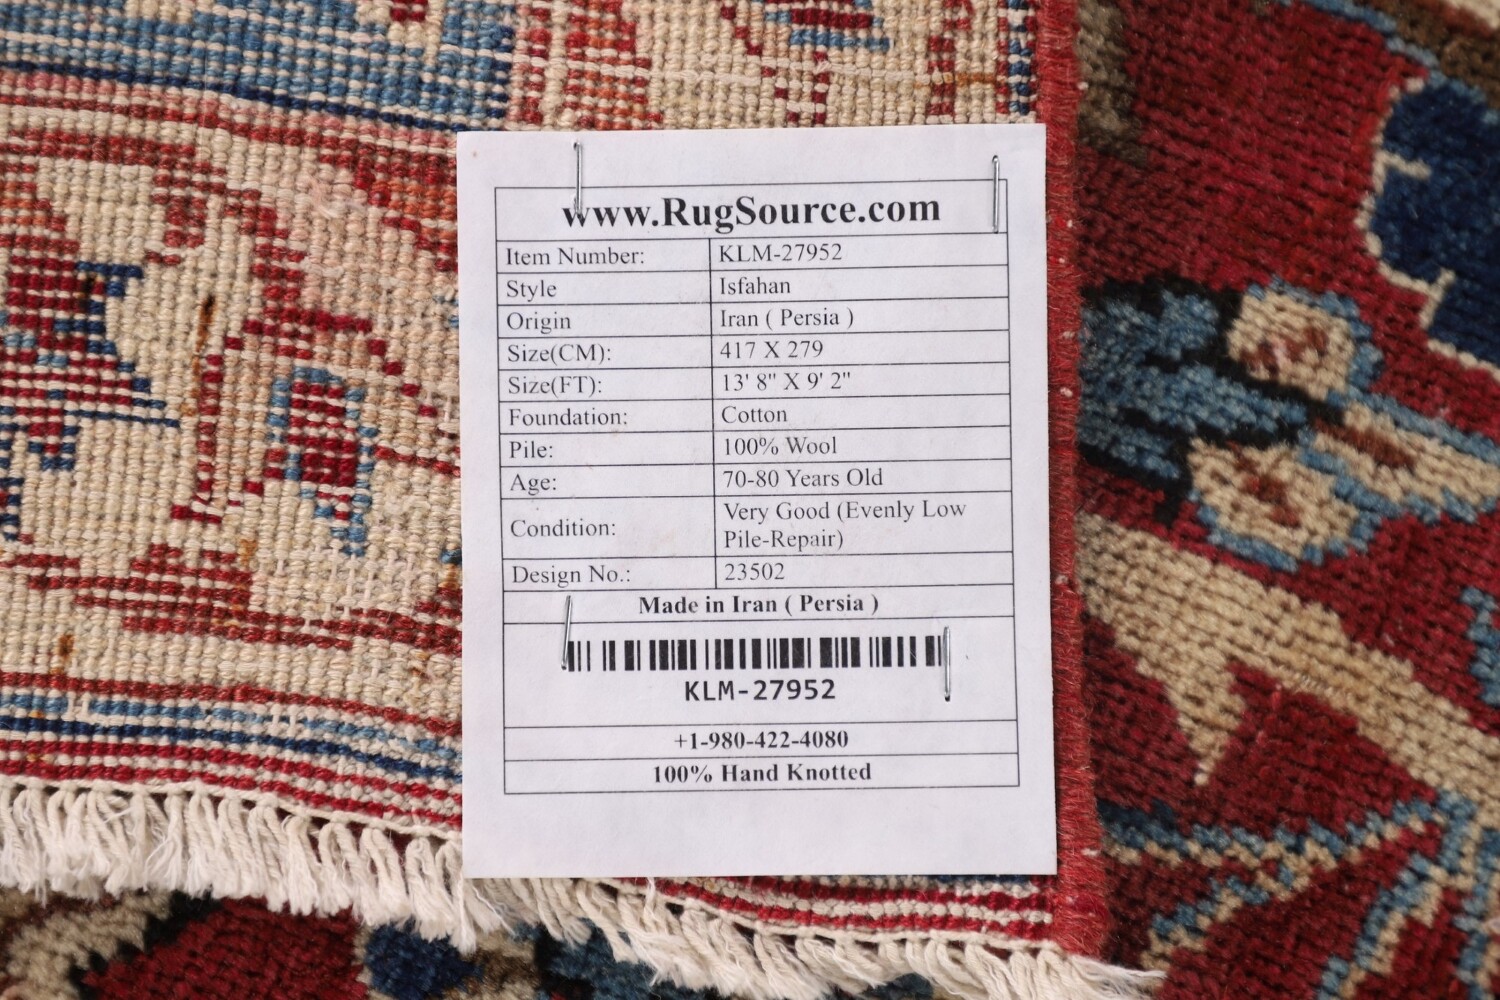 www.RugSource.com
Item Number: KLM-27952
Style Isfahan
Origin Iran ( Persia )
Size(CM): 417 X 279
Size(FT): 13' 8" X 9' 2"
Foundation: Cotton
Pile: 100% Wool
Age: 70-80 Years Old
Condition: Very Good (Evenly Low
Pile-Repair)
Design No.: 23502
Made in Iran ( Persia )
KLM-27952
+1-980-422-4080
100% Hand Knotted